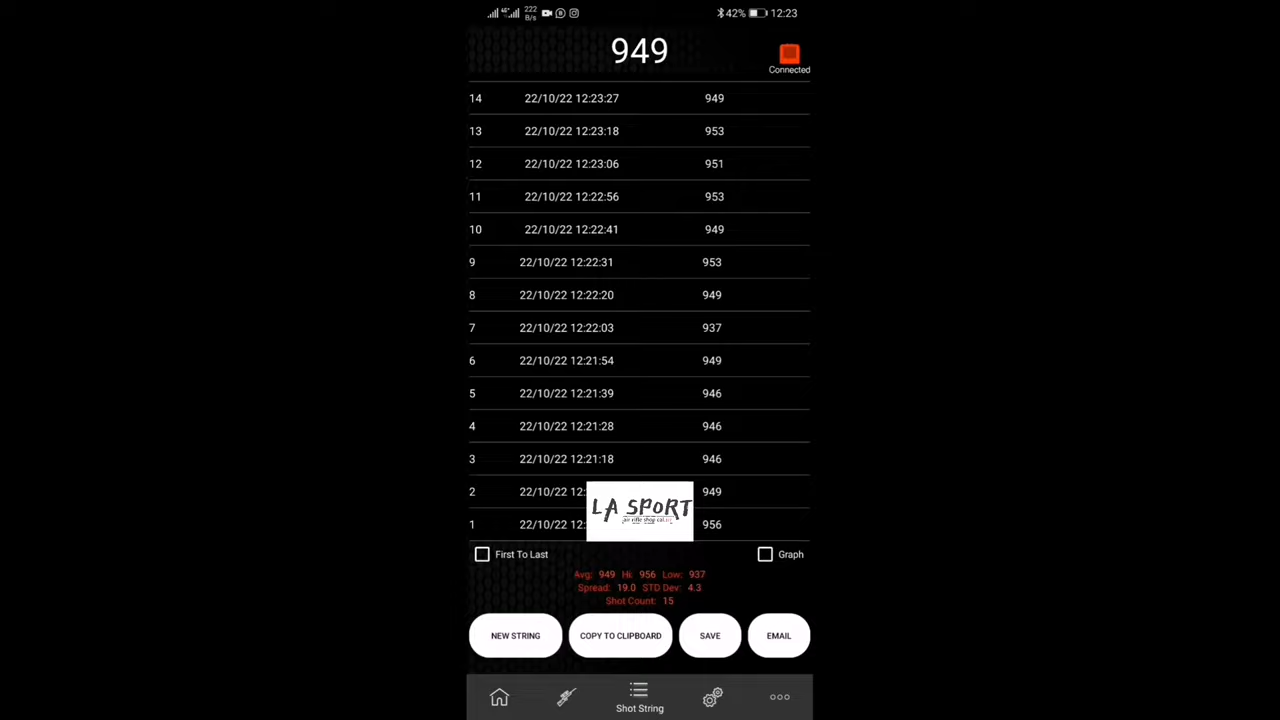 222
B/s
42% 12:23
949
Connected
14 22/10/22 12:23:27 949
13 22/10/22 12:23:18 953
12 22/10/22 12:23:06 951
11 22/10/22 12:22:56 953
10 22/10/22 12:22:41 949
9 22/10/22 12:22:31 953
8 22/10/22 12:22:20 949
7 22/10/22 12:22:03 937
6 22/10/22 12:21:54 949
5 22/10/22 12:21:39 946
4 22/10/22 12:21:28 946
3 22/10/22 12:21:18 946
2 22/10/22 12: 949
1 22/10/22 12: 956
LA SPORT
air rifle shop
First To Last Graph
Avg: 949 Hi: 956 Low: 937
Spread: 19.0 STD Dev: 4.3
Shot Count: 15
NEW STRING COPY TO CLIPBOARD SAVE EMAIL
Shot String